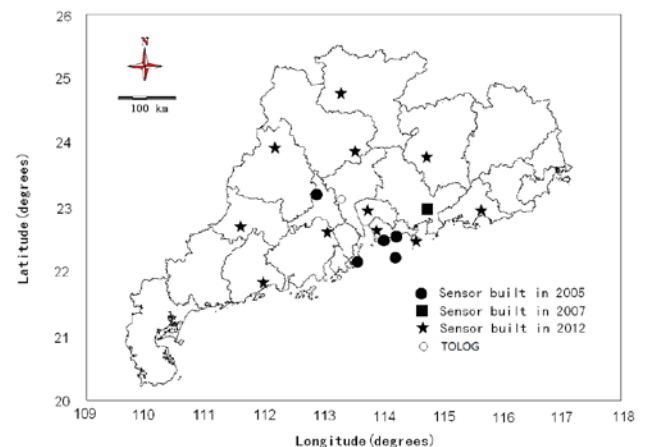 26
25
24
23
22
21
20
Latitude(degrees)
N
100 km
Sensor built in 2005
Sensor built in 2007
Sensor built in 2012
TOLOG
109 110 111 112 113 114 115 116 117 118
Longitude(degrees)